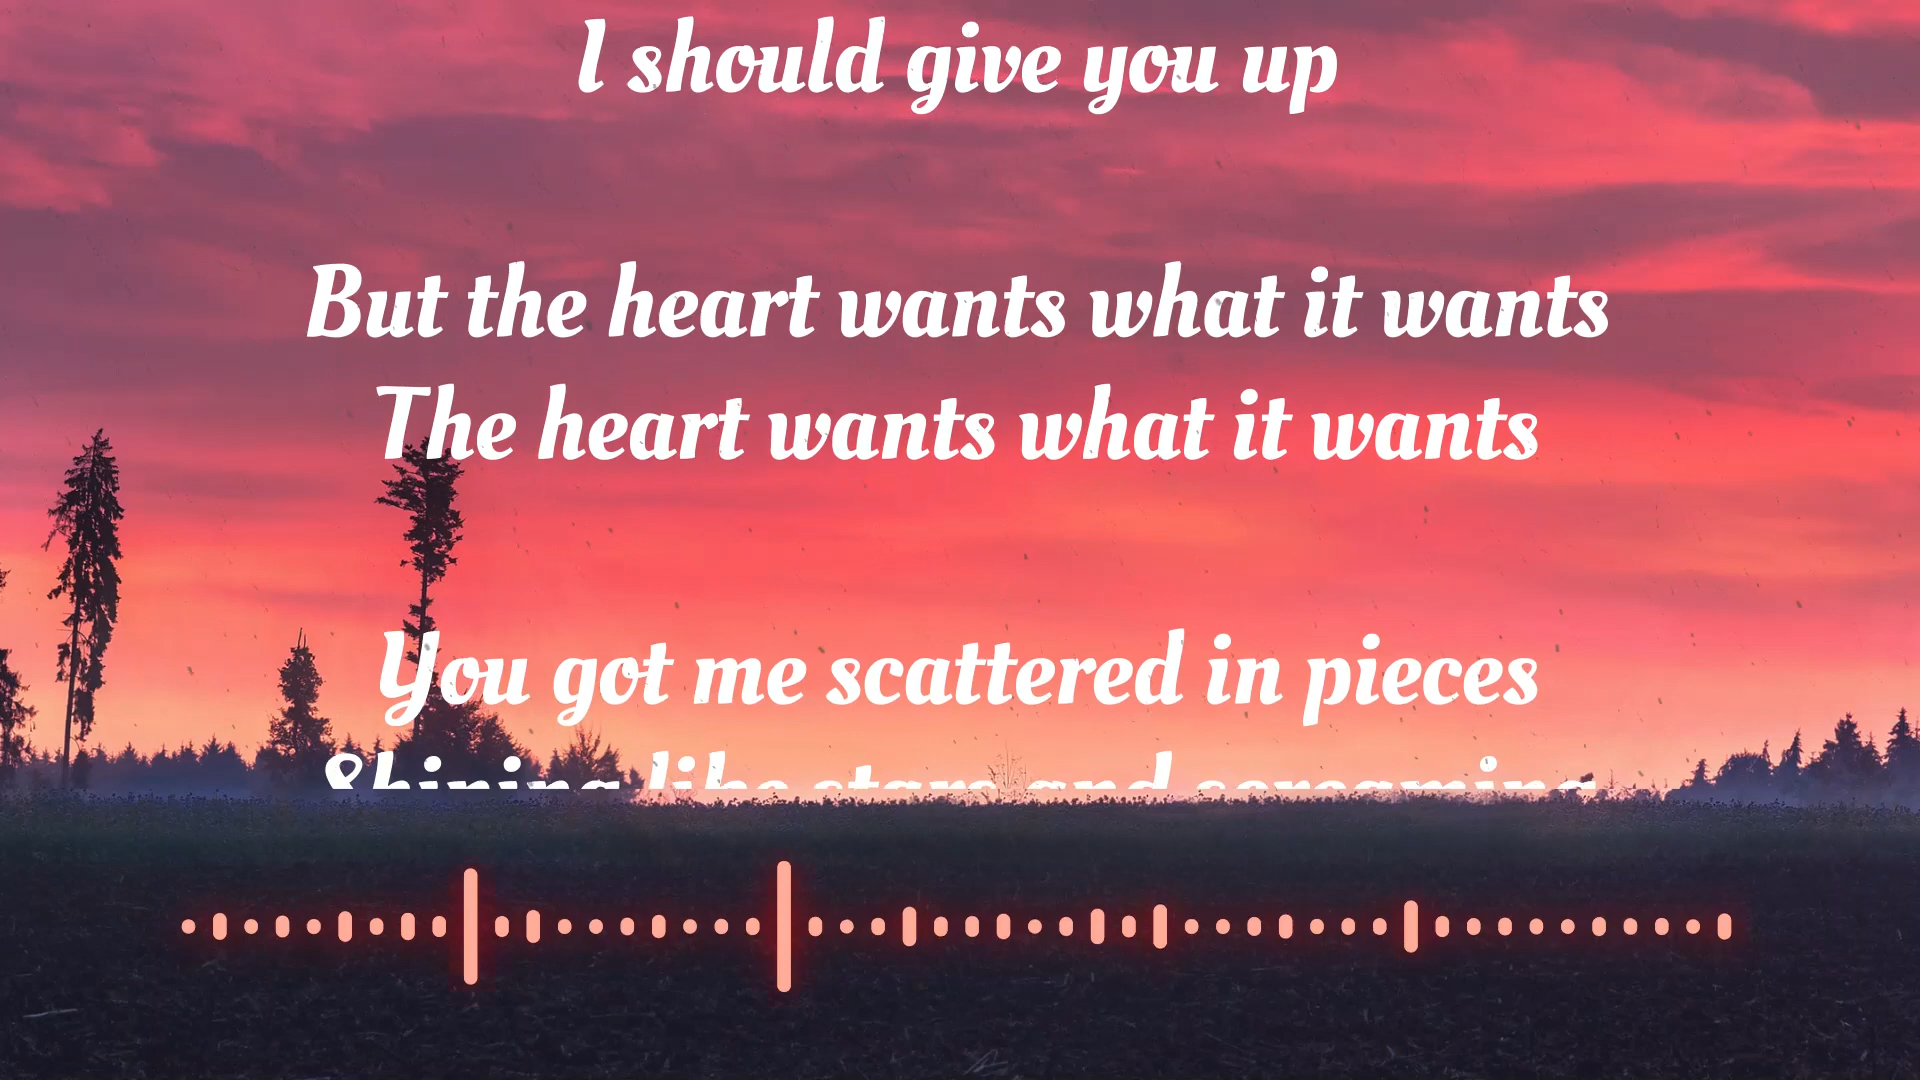 I should give you up
But the heart wants what it wants
The heart wants what it wants
You got me scattered in pieces
Shining like stars and screaming